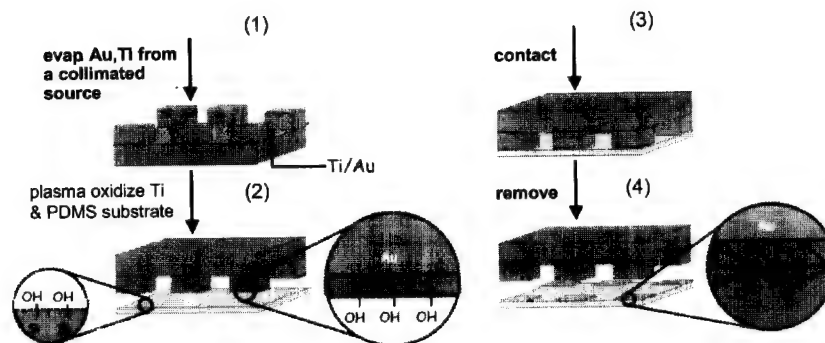 (1)
evap Au,Ti from
a collimated
source
Ti/Au
plasma oxidize Ti
& PDMS substrate
(2)
Au
OH OH
OH OH OH
(3)
contact
remove
(4)